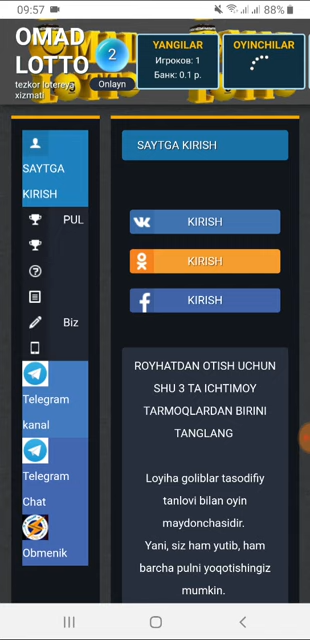 09:57
88%
OMAD
LOTTO
tezkor lotereya
xizmati
2
Onlayn
YANGILAR
Игроков: 1
Банк: 0.1 р.
OYINCHILAR
SAYTGA
KIRISH
PUL
Biz
Telegram
kanal
Telegram
Chat
Obmenik
SAYTGA KIRISH
KIRISH
KIRISH
KIRISH
ROYHATDAN OTISH UCHUN
SHU 3 TA ICHTIMOY
TARMOQLARDAN BIRINI
TANGLANG
Loyiha goliblar tasodifiy
tanlovi bilan oyin
maydonchasidir.
Yani, siz ham yutib, ham
barcha pulni yoqotishingiz
mumkin.